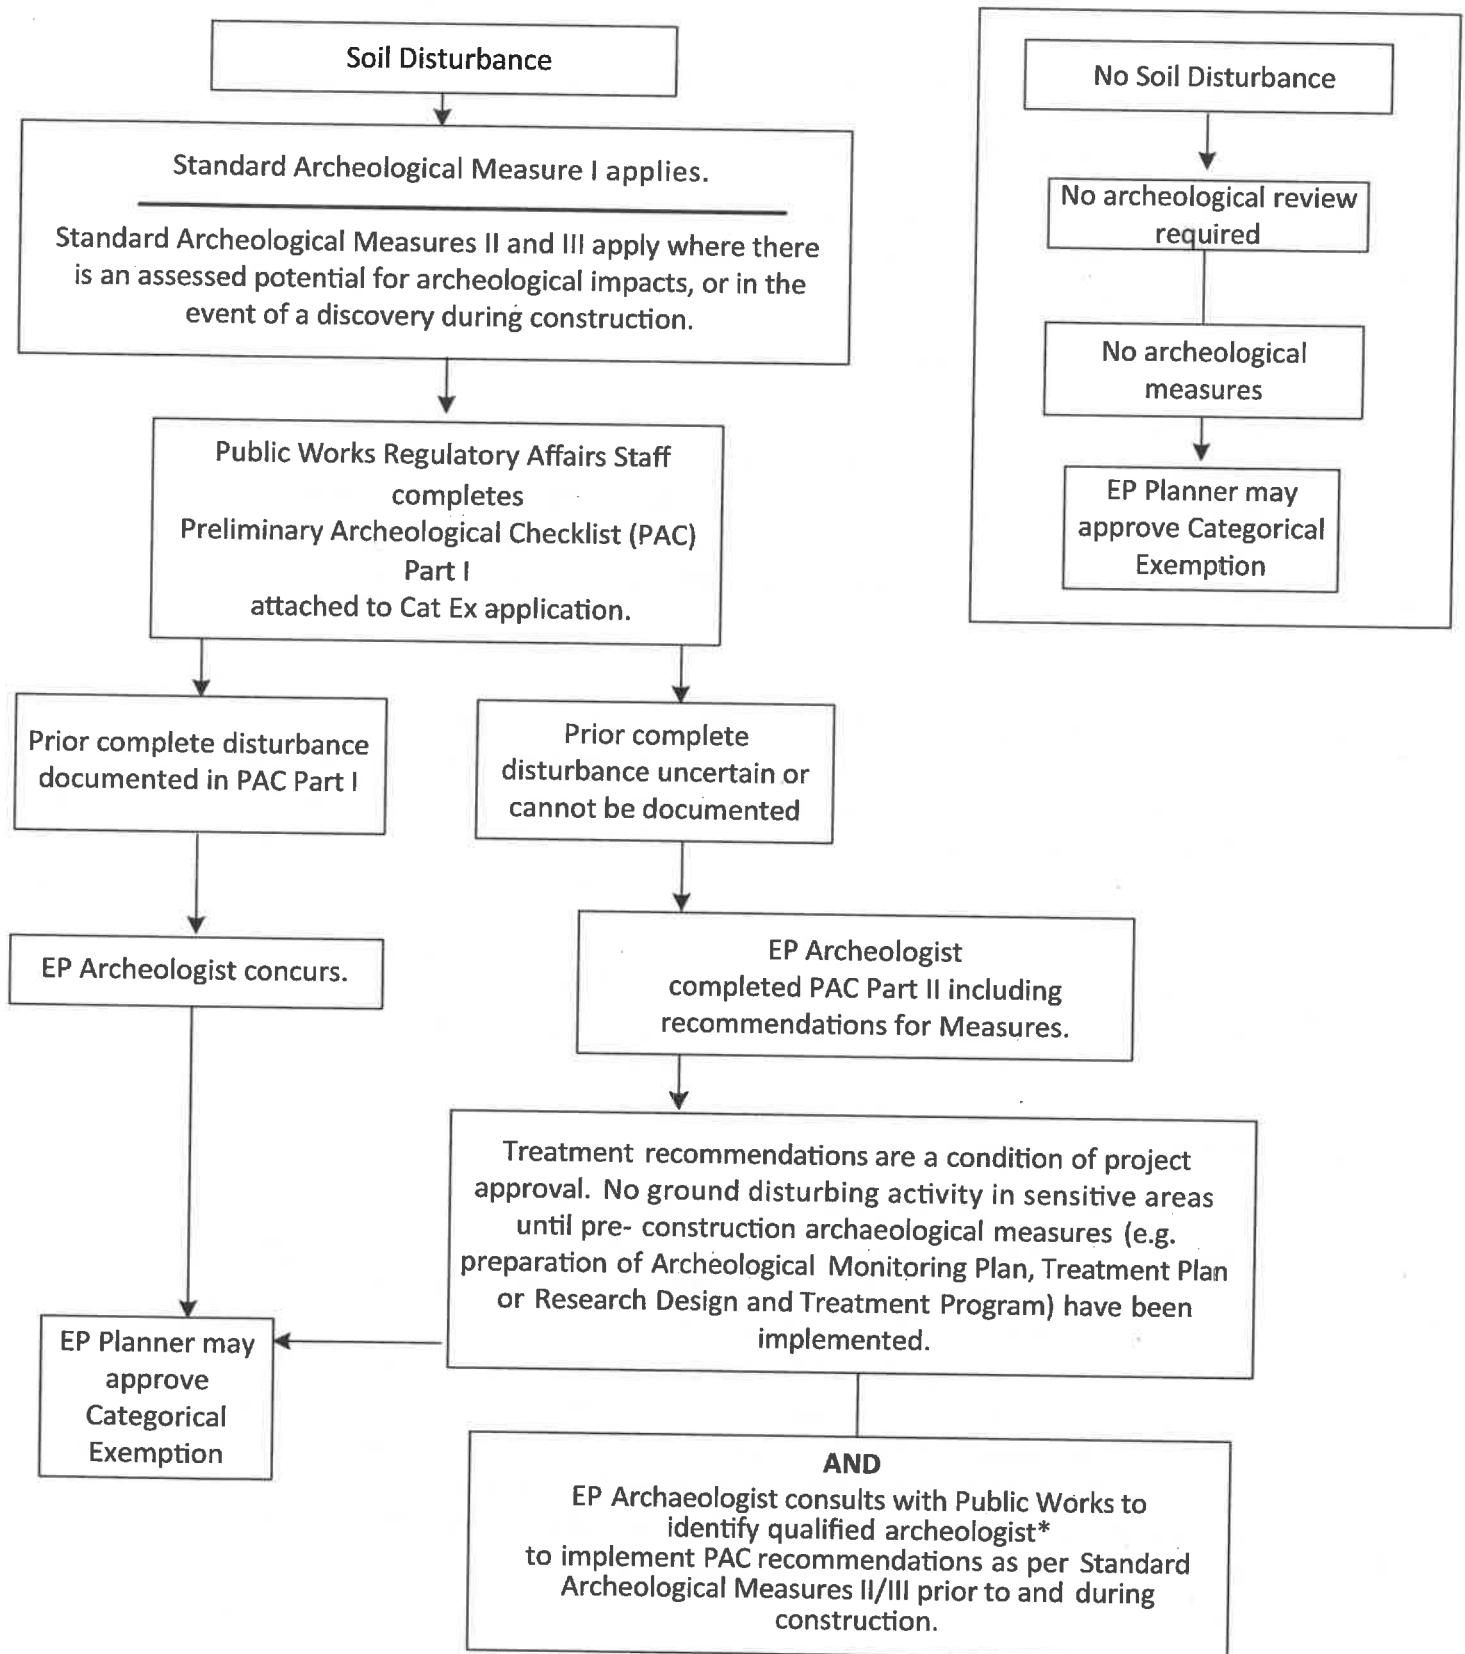 Soil Disturbance
Standard Archeological Measure I applies.
Standard Archeological Measures II and III apply where there
is an assessed potential for archeological impacts, or in the
event of a discovery during construction.
Public Works Regulatory Affairs Staff
completes
Preliminary Archeological Checklist (PAC)
Part I
attached to Cat Ex application.
Prior complete disturbance
documented in PAC Part I
Prior complete
disturbance uncertain or
cannot be documented
EP Archeologist concurs.
EP Archeologist
completed PAC Part II including
recommendations for Measures.
Treatment recommendations are a condition of project
approval. No ground disturbing activity in sensitive areas
until pre- construction archaeological measures (e.g.
preparation of Archeological Monitoring Plan, Treatment Plan
or Research Design and Treatment Program) have been
implemented.
EP Planner may
approve
Categorical
Exemption
AND
EP Archaeologist consults with Public Works to
identify qualified archeologist*
to implement PAC recommendations as per Standard
Archeological Measures II/III prior to and during
construction.
No Soil Disturbance
No archeological review
required
No archeological
measures
EP Planner may
approve Categorical
Exemption